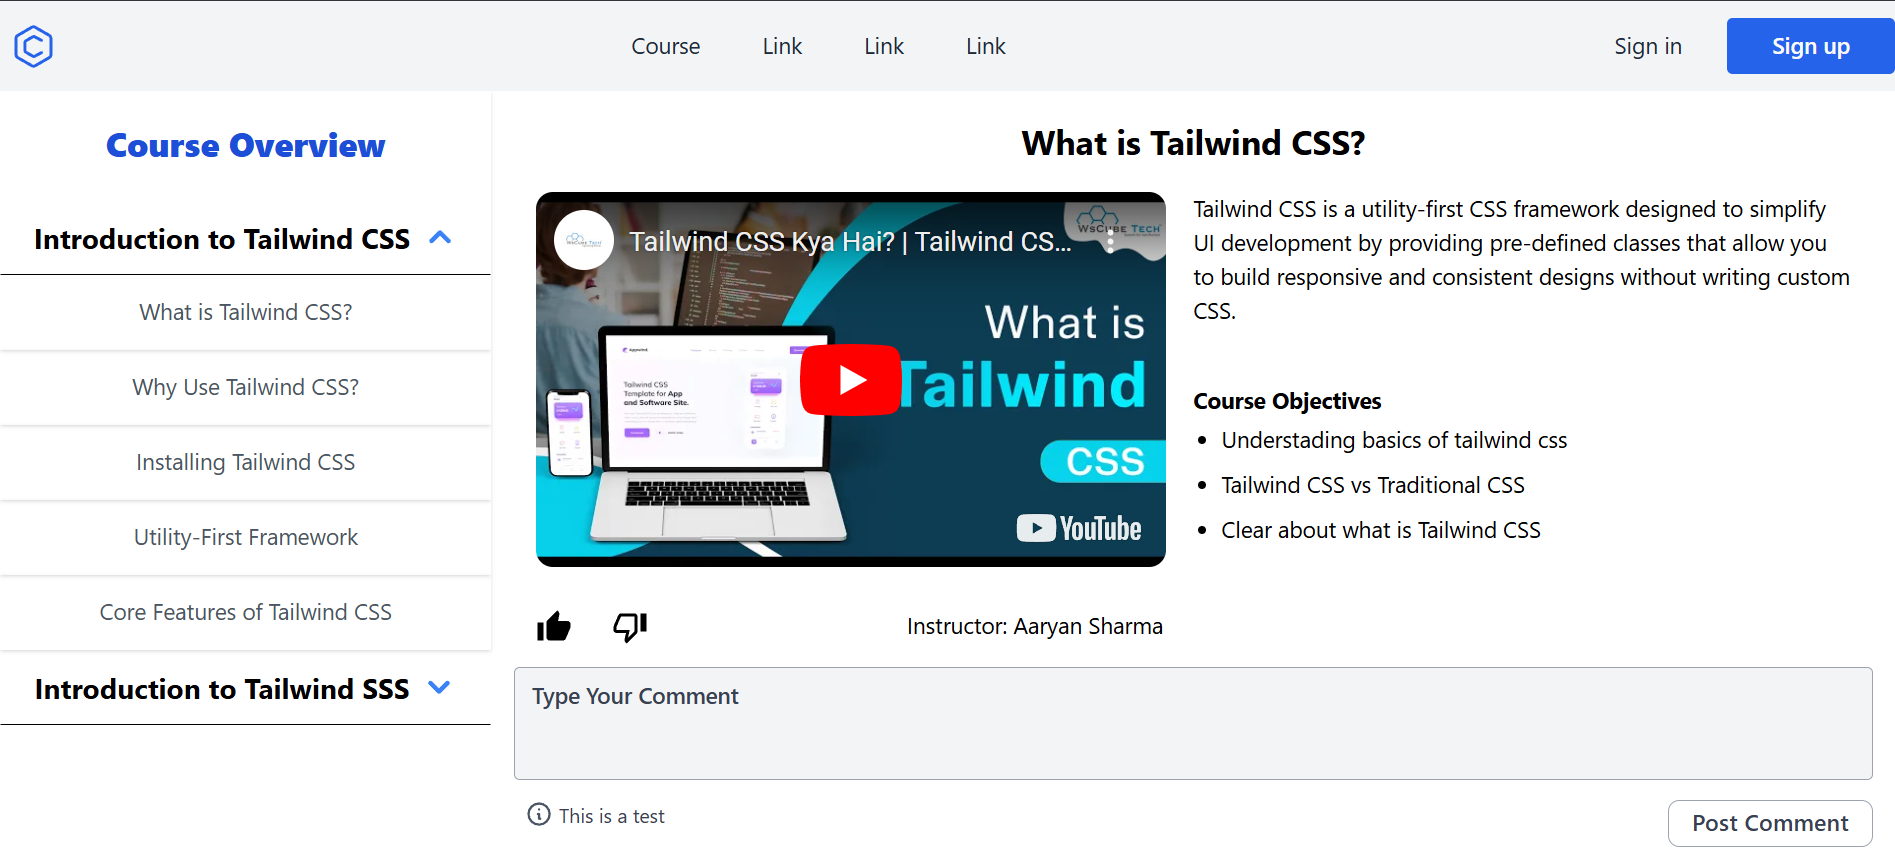 Course
Link
Link
Link
Sign in
Sign up
Course Overview
Introduction to Tailwind CSS
What is Tailwind CSS?
Why Use Tailwind CSS?
Installing Tailwind CSS
Utility-First Framework
Core Features of Tailwind CSS
Introduction to Tailwind SSS
What is Tailwind CSS?
WsCube Tech
Tailwind CSS Kya Hai? | Tailwind CS...
WsCube Tech
What is
Tailwind
CSS
Appwind
Tailwind CSS
Template for App
and Software Site.
YouTube
Tailwind CSS is a utility-first CSS framework designed to simplify
UI development by providing pre-defined classes that allow you
to build responsive and consistent designs without writing custom
CSS.
Course Objectives
• Understading basics of tailwind css
• Tailwind CSS vs Traditional CSS
• Clear about what is Tailwind CSS
Instructor: Aaryan Sharma
Type Your Comment
This is a test
Post Comment